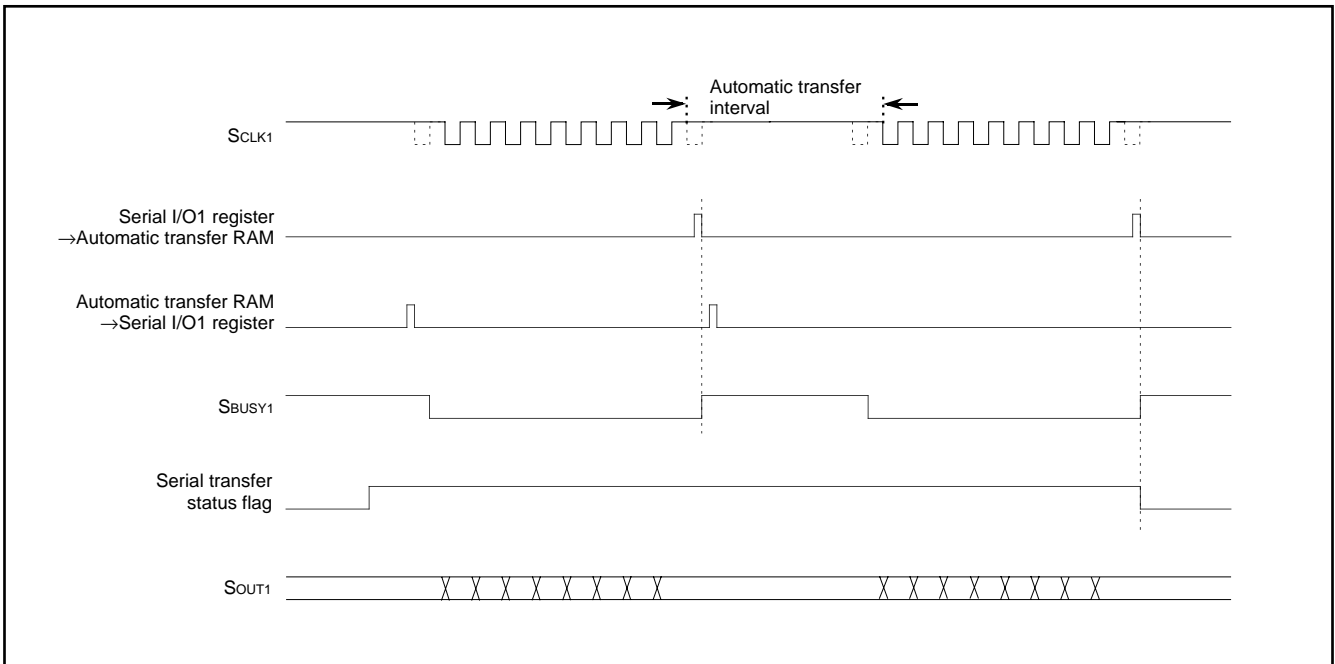 Automatic transfer
interval
SCLK1
Serial I/O1 register
→Automatic transfer RAM
Automatic transfer RAM
→Serial I/O1 register
SBUSY1
Serial transfer
status flag
SOUT1